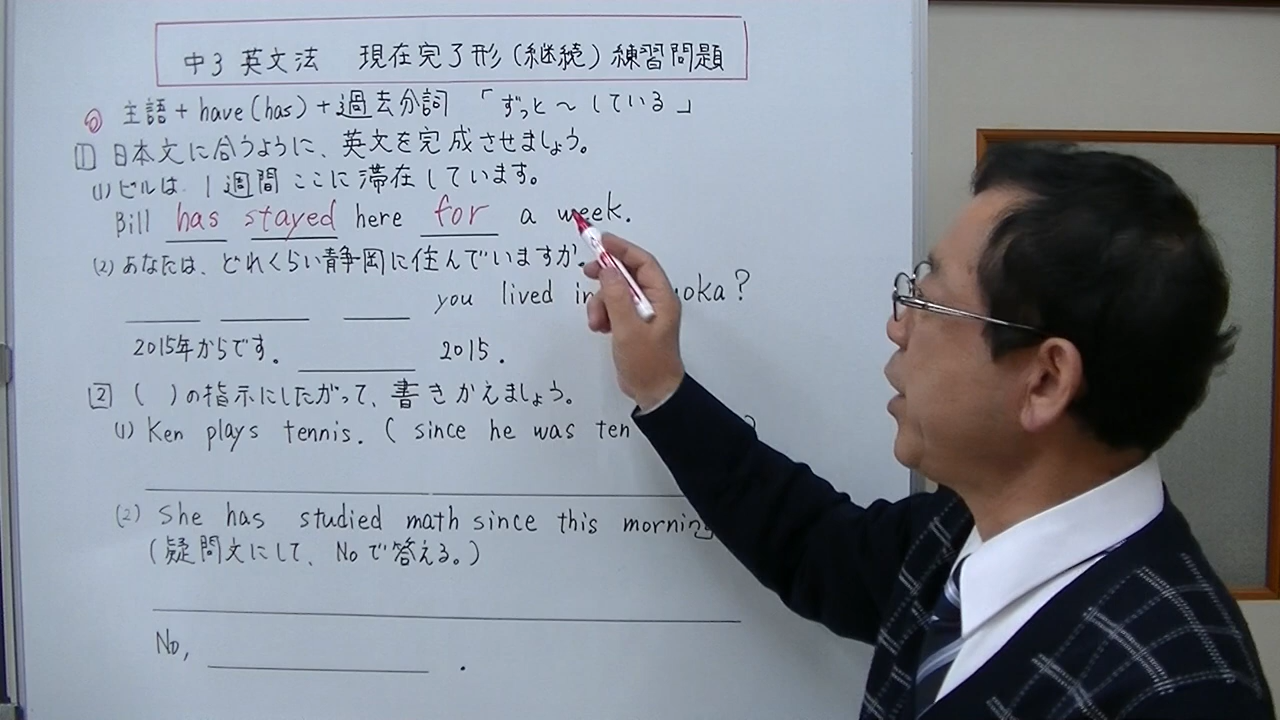 中3 英文法 現在完了形(継続)練習問題
◎ 主語+have(has)+過去分詞 「ずっと〜している」
1 日本文に合うように、英文を完成させましょう。
(1)ビルは、1週間ここに滞在しています。
Bill has stayed here for a week.
(2)あなたは、どれくらい静岡に住んでいますか。
you lived in oka?
2015年からです。 2015.
2 ( )の指示にしたがって、書きかえましょう。
(1) Ken plays tennis. ( since he was ten
(2) She has studied math since this morning
(疑問文にして、Noで答える。)
No, .